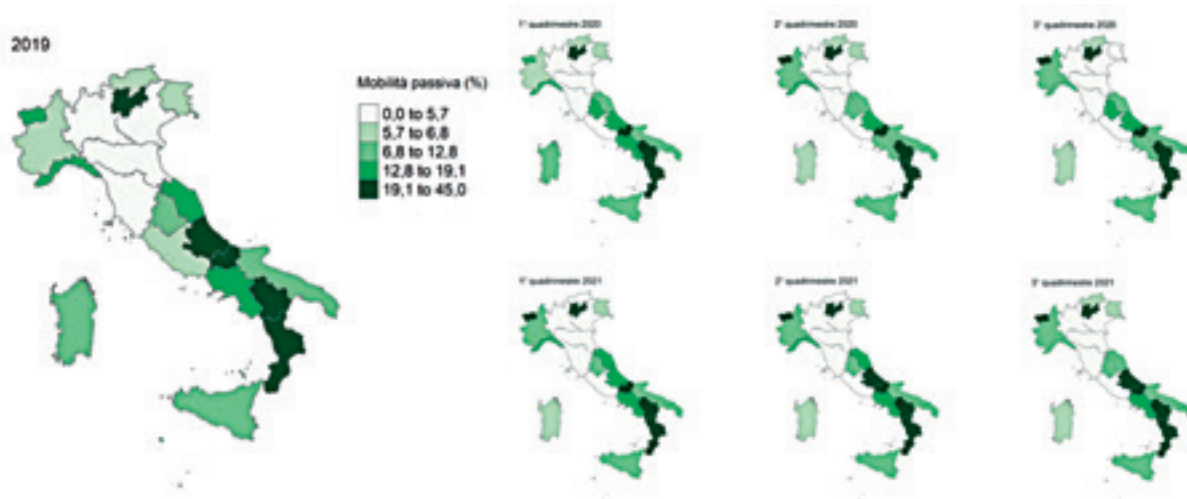 2019
Mobilità passiva (%)
0,0 to 5,7
5,7 to 6,8
6,8 to 12,8
12,8 to 19,1
19,1 to 45,0
1° quadrimestre 2020
2° quadrimestre 2020
3° quadrimestre 2020
1° quadrimestre 2021
2° quadrimestre 2021
3° quadrimestre 2021